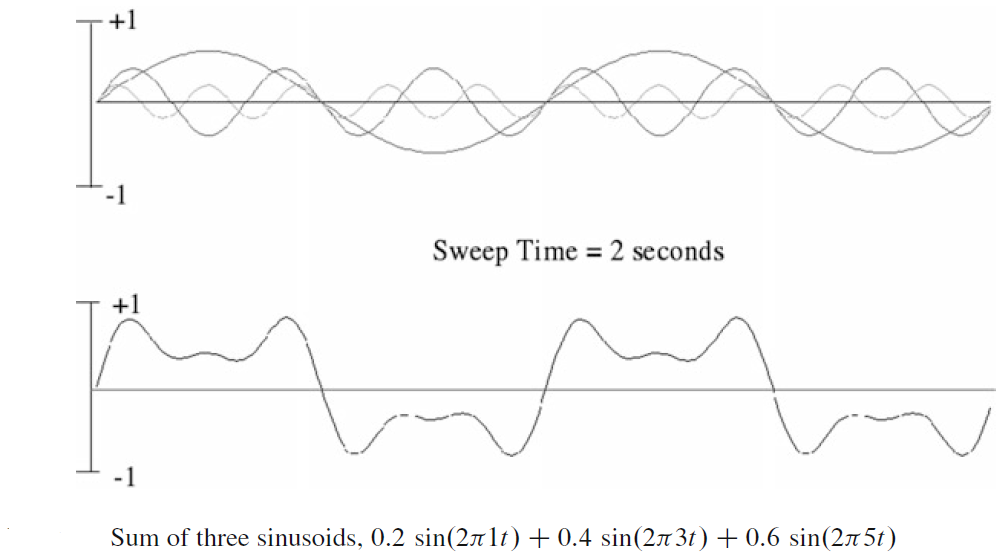 +1
-1
Sweep Time = 2 seconds
+1
-1
Sum of three sinusoids, 0.2 sin(2π1t) + 0.4 sin(2π3t) + 0.6 sin(2π5t)